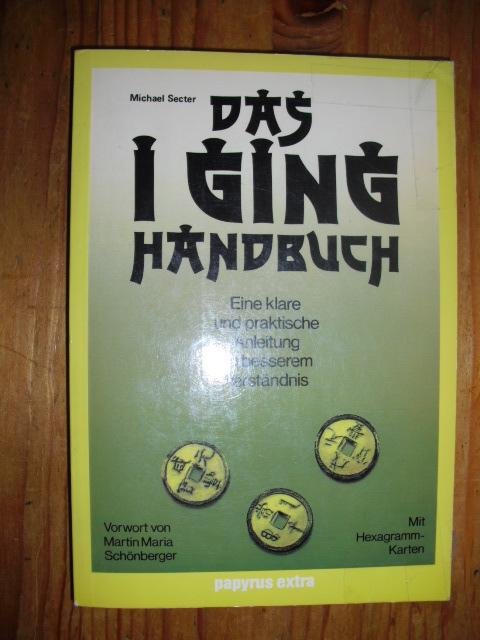 Michael Secter
DAS
I GING
HANDBUCH
Eine klare
und praktische
Anleitung
besserem
Verständnis
Vorwort von
Martin Maria
Schönberger
Mit
Hexagramm-
Karten
papyrus extra